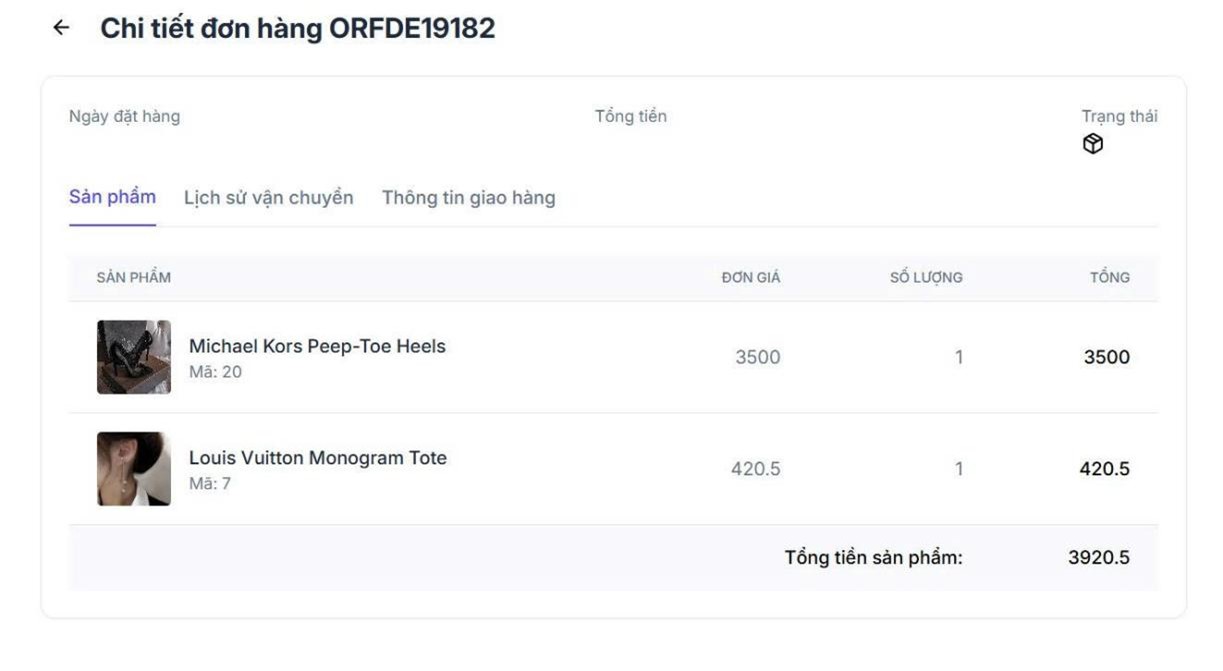 Chi tiết đơn hàng ORFDE19182
Ngày đặt hàng
Tổng tiền
Trạng thái
Sản phẩm
Lịch sử vận chuyển
Thông tin giao hàng
SẢN PHẨM
ĐƠN GIÁ
SỐ LƯỢNG
TỔNG
Michael Kors Peep-Toe Heels
Mã: 20
3500
1
3500
Louis Vuitton Monogram Tote
Mã: 7
420.5
1
420.5
Tổng tiền sản phẩm:
3920.5